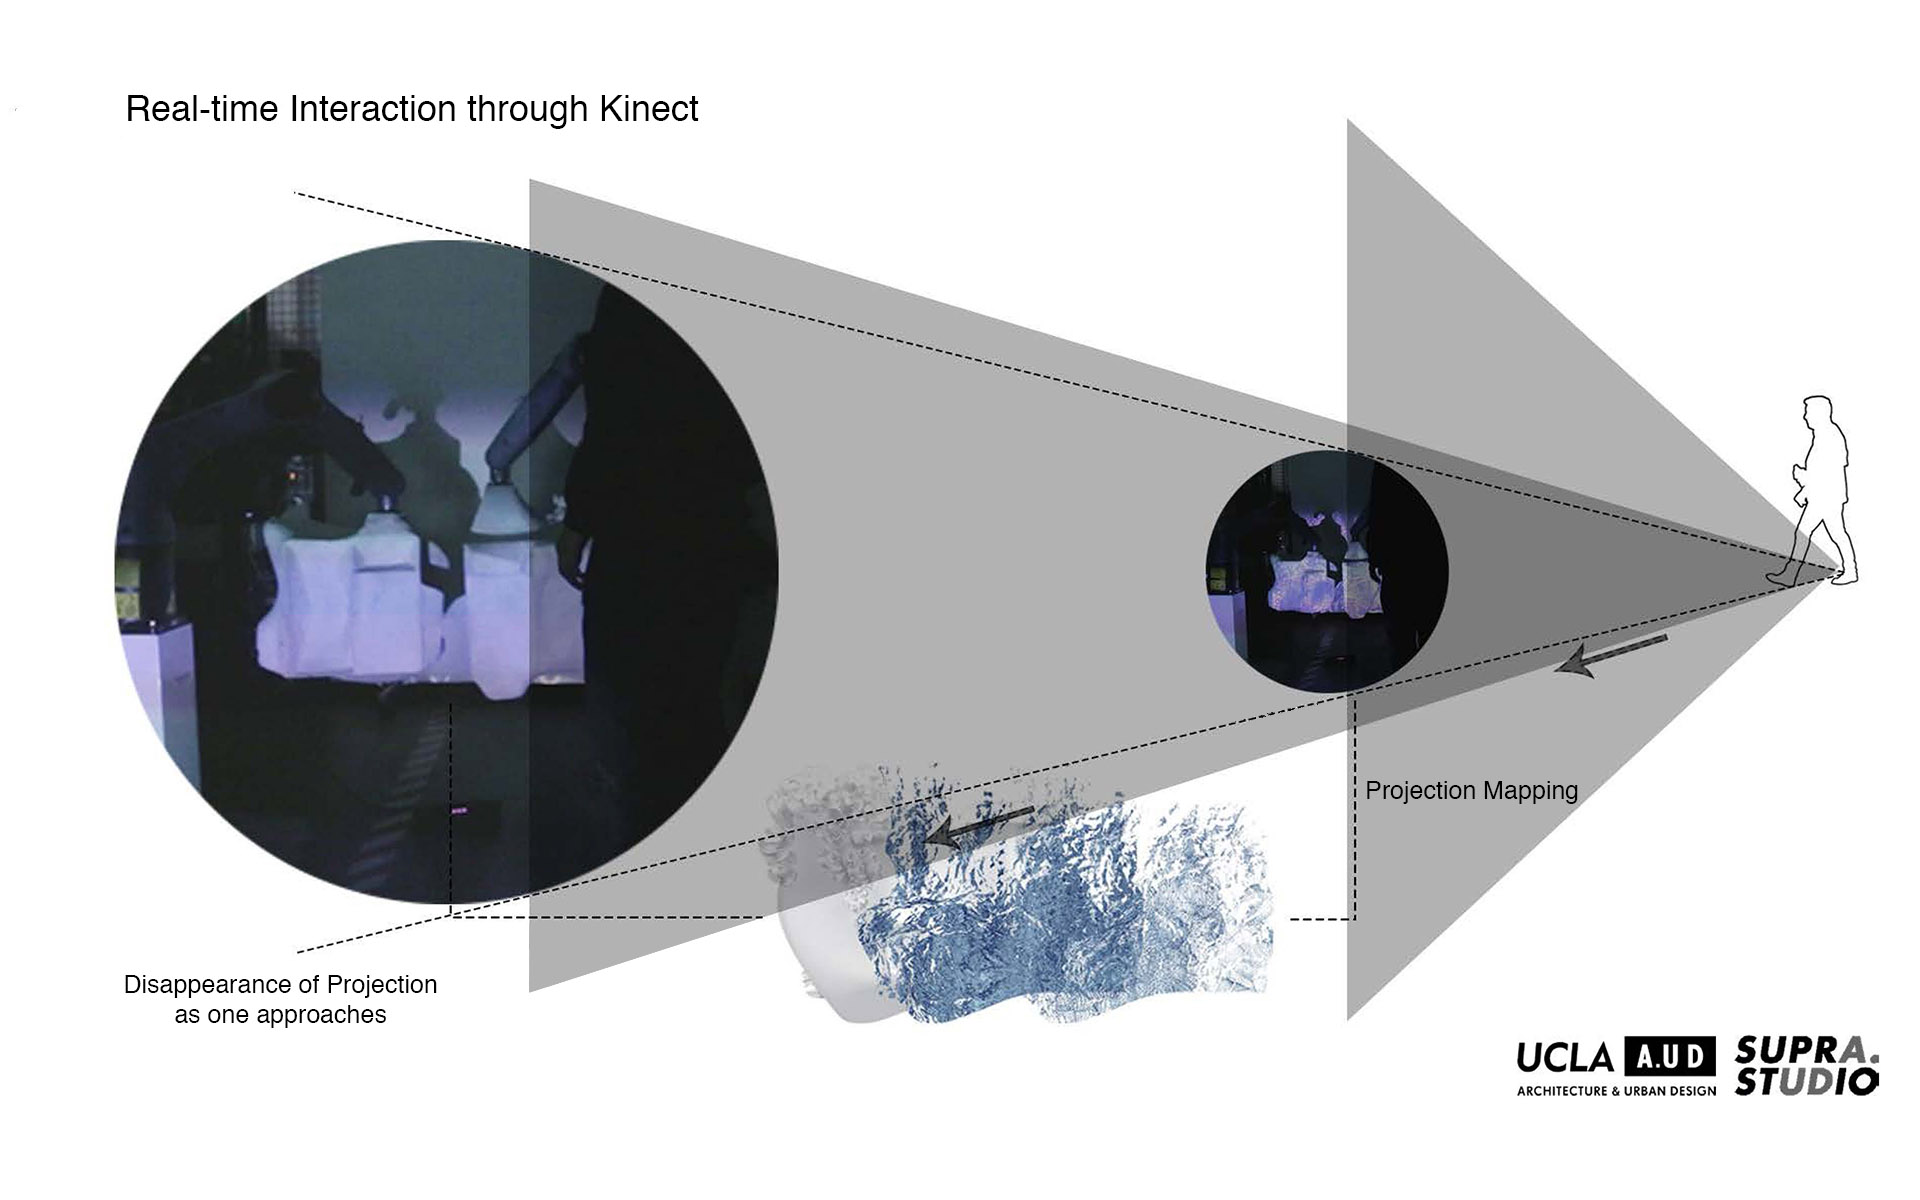 Real-time Interaction through Kinect
Projection Mapping
Disappearance of Projection
as one approaches
UCLA A.UD
ARCHITECTURE & URBAN DESIGN
SUPRA.
STUDIO